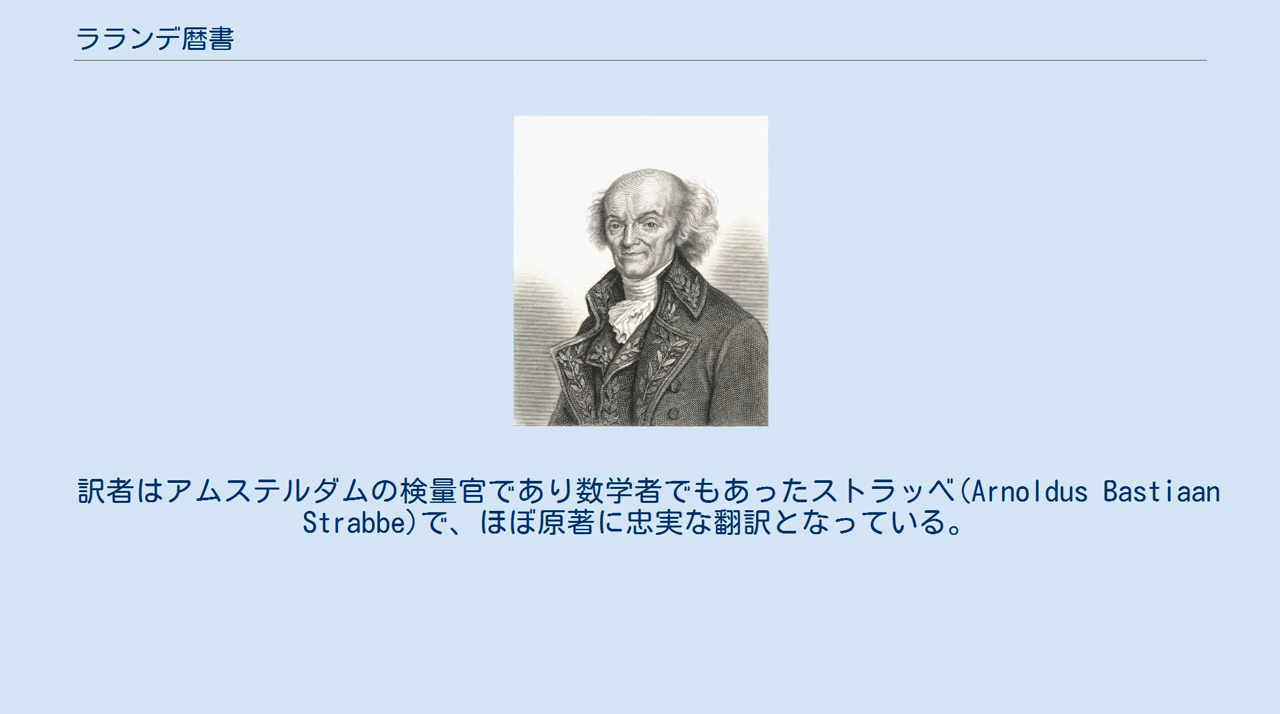 ラランデ暦書
訳者はアムステルダムの検量官であり数学者でもあったストラッベ(Arnoldus Bastiaan
Strabbe)で、ほぼ原著に忠実な翻訳となっている。